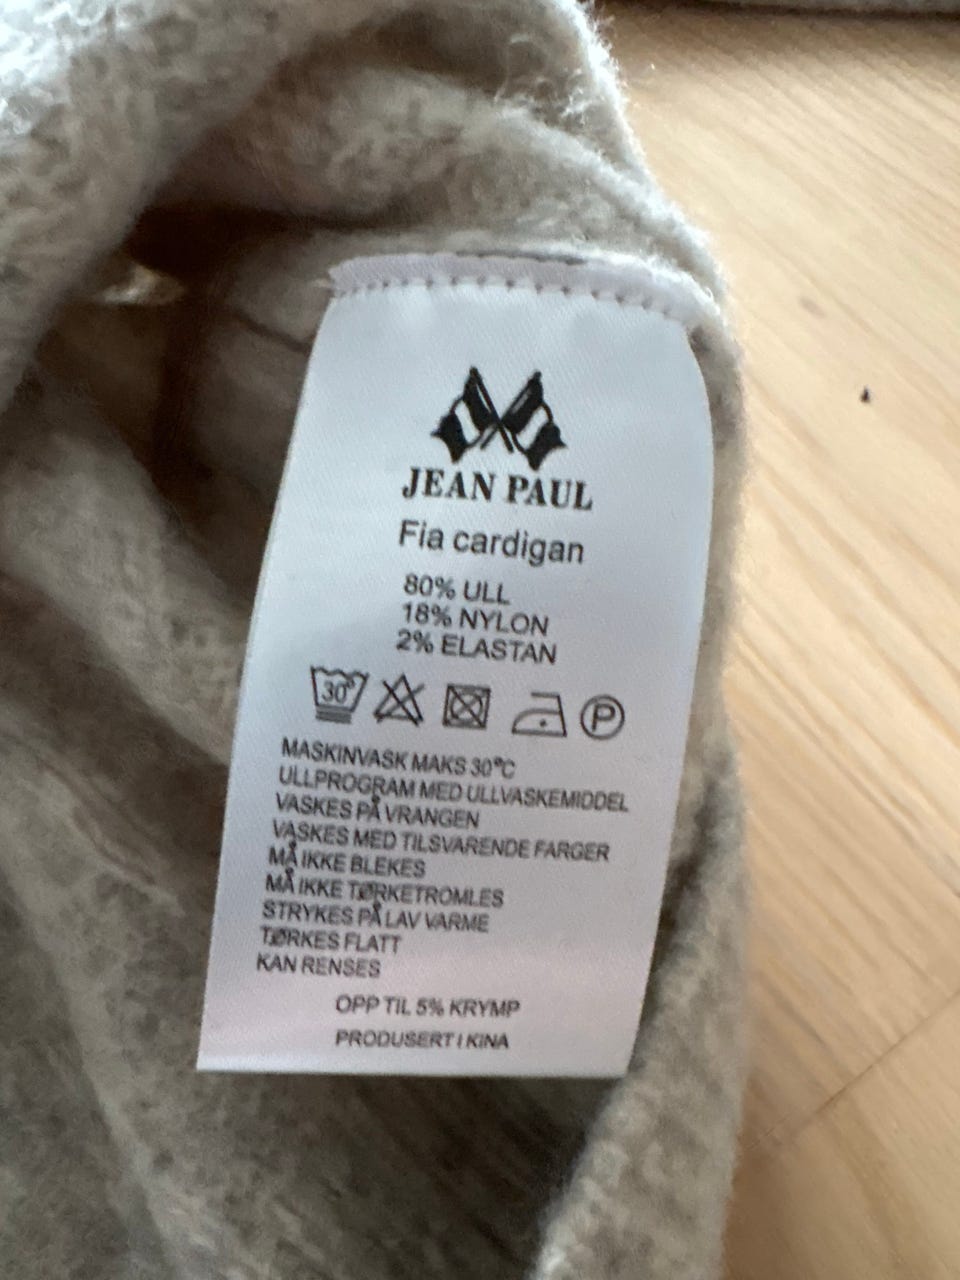 JEAN PAUL
Fia cardigan
80% ULL
18% NYLON
2% ELASTAN
30° P
MASKINVASK MAKS 30°C
ULLPROGRAM MED ULLVASKEMIDDEL
VASKES PÅ VRANGEN
VASKES MED TILSVARENDE FARGER
MÅ IKKE BLEKES
MÅ IKKE TØRKETROMLES
STRYKES PÅ LAV VARME
TØRKES FLATT
KAN RENSES
OPP TIL 5% KRYMP
PRODUSERT I KINA